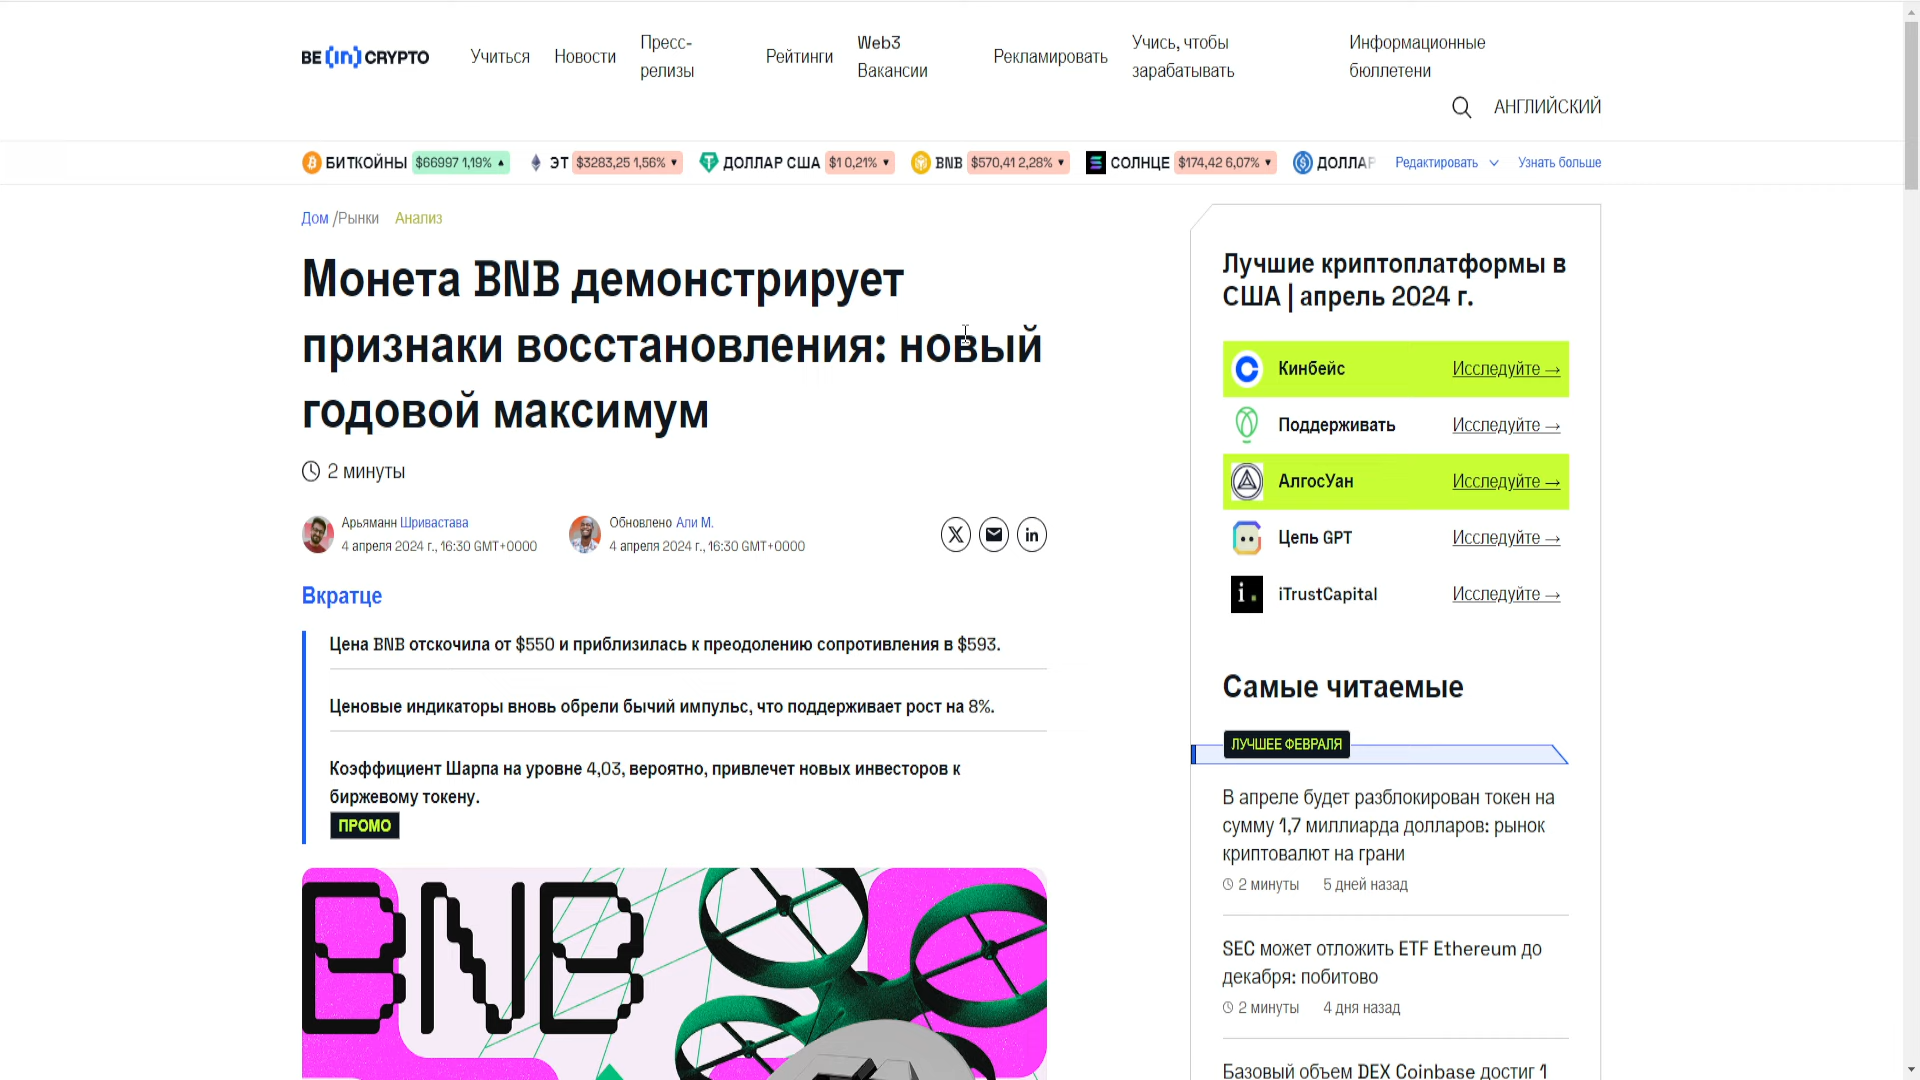 BE[in]CRYPTO
Учиться
Новости
Пресс-
релизы
Рейтинги
Web3
Вакансии
Рекламировать
Учись, чтобы
зарабатывать
Информационные
бюллетени
АНГЛИЙСКИЙ
БИТКОЙНЫ $66997 1,19% ▲ ЭТ $3283,25 1,56% ▼ ДОЛЛАР США $1 0,21% ▼ BNB $570,41 2,28% ▼ СОЛНЦЕ $174,42 6,07% ▼ ДОЛЛАР Редактировать Узнать больше
Дом /Рынки Анализ
Монета BNB демонстрирует
признаки восстановления: новый
годовой максимум
2 минуты
Арьяманн Шривастава
4 апреля 2024 г., 16:30 GMT+0000
Обновлено Али М.
4 апреля 2024 г., 16:30 GMT+0000
Вкратце
Цена BNB отскочила от $550 и приблизилась к преодолению сопротивления в $593.
Ценовые индикаторы вновь обрели бычий импульс, что поддерживает рост на 8%.
Коэффициент Шарпа на уровне 4,03, вероятно, привлечет новых инвесторов к
биржевому токену.
ПРОМО
BNB
Лучшие криптоплатформы в
США | апрель 2024 г.
Кинбейс Исследуйте →
Поддерживать Исследуйте →
АлгосУан Исследуйте →
Цепь GPT Исследуйте →
iTrustCapital Исследуйте →
Самые читаемые
ЛУЧШЕЕ ФЕВРАЛЯ
В апреле будет разблокирован токен на
сумму 1,7 миллиарда долларов: рынок
криптовалют на грани
2 минуты 5 дней назад
SEC может отложить ETF Ethereum до
декабря: побитово
2 минуты 4 дня назад
Базовый объем DEX Coinbase достиг 1